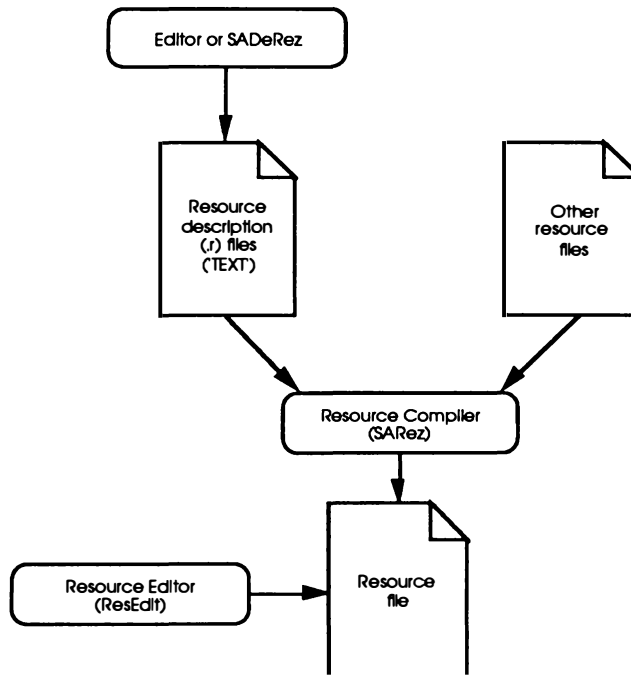 Editor or SADeRez
Resource
description
(.r) files
('TEXT')
Other
resource
files
Resource Compiler
(SARez)
Resource Editor
(ResEdit)
Resource
file